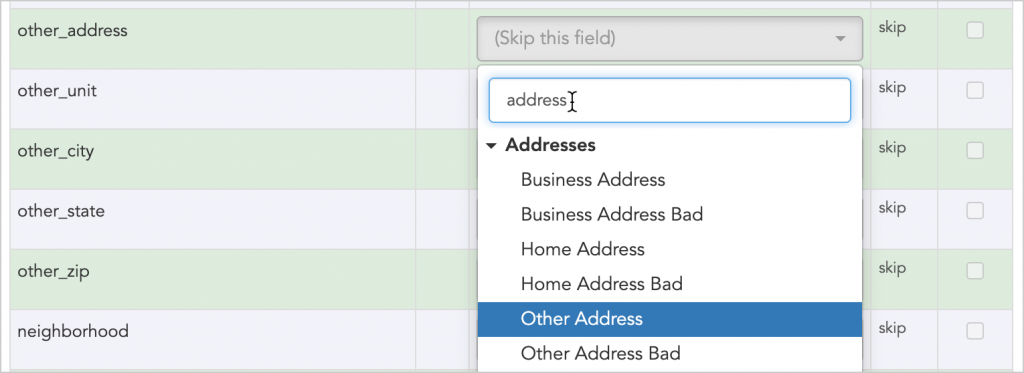 other_address (Skip this field) skip
other_unit skip
address
other_city Addresses skip
Business Address
other_state Business Address Bad skip
Home Address
other_zip Home Address Bad skip
Other Address
neighborhood skip
Other Address Bad